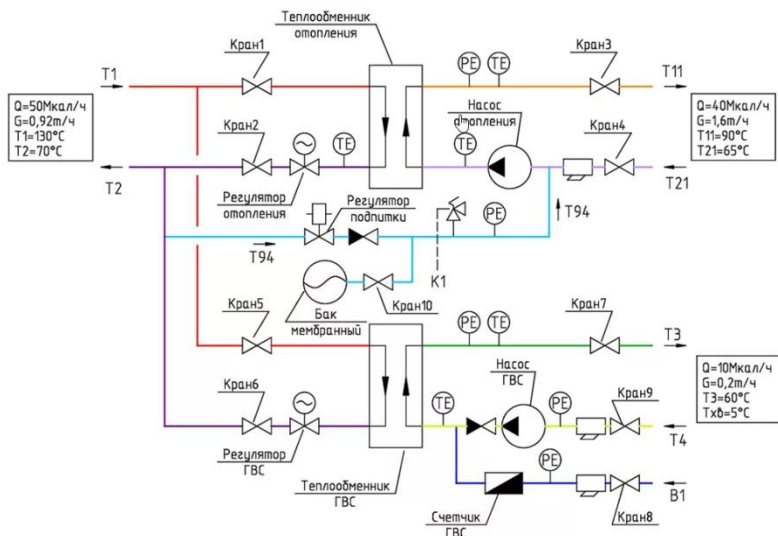 Теплообменник
отопления
Кран1
Кран3
PE
TE
T1
T11
Q=50Мкал/ч
G=0,92т/ч
T1=130°C
T2=70°C
Кран2
TE
Насос
отопления
TE
Кран4
Q=40Мкал/ч
G=1,6т/ч
T11=90°C
T21=65°C
T2
T21
Регулятор
отопления
Регулятор
подпитки
PE
T94
T94
K1
Бак
мембранный
Кран10
Кран5
Кран7
PE
TE
T3
Кран6
Насос
ГВС
Q=10Мкал/ч
G=0,2т/ч
T3=60°C
Tхв=5°C
TE
PE
Кран9
T4
Регулятор
ГВС
Теплообменник
ГВС
PE
B1
Счетчик
ГВС
Кран8